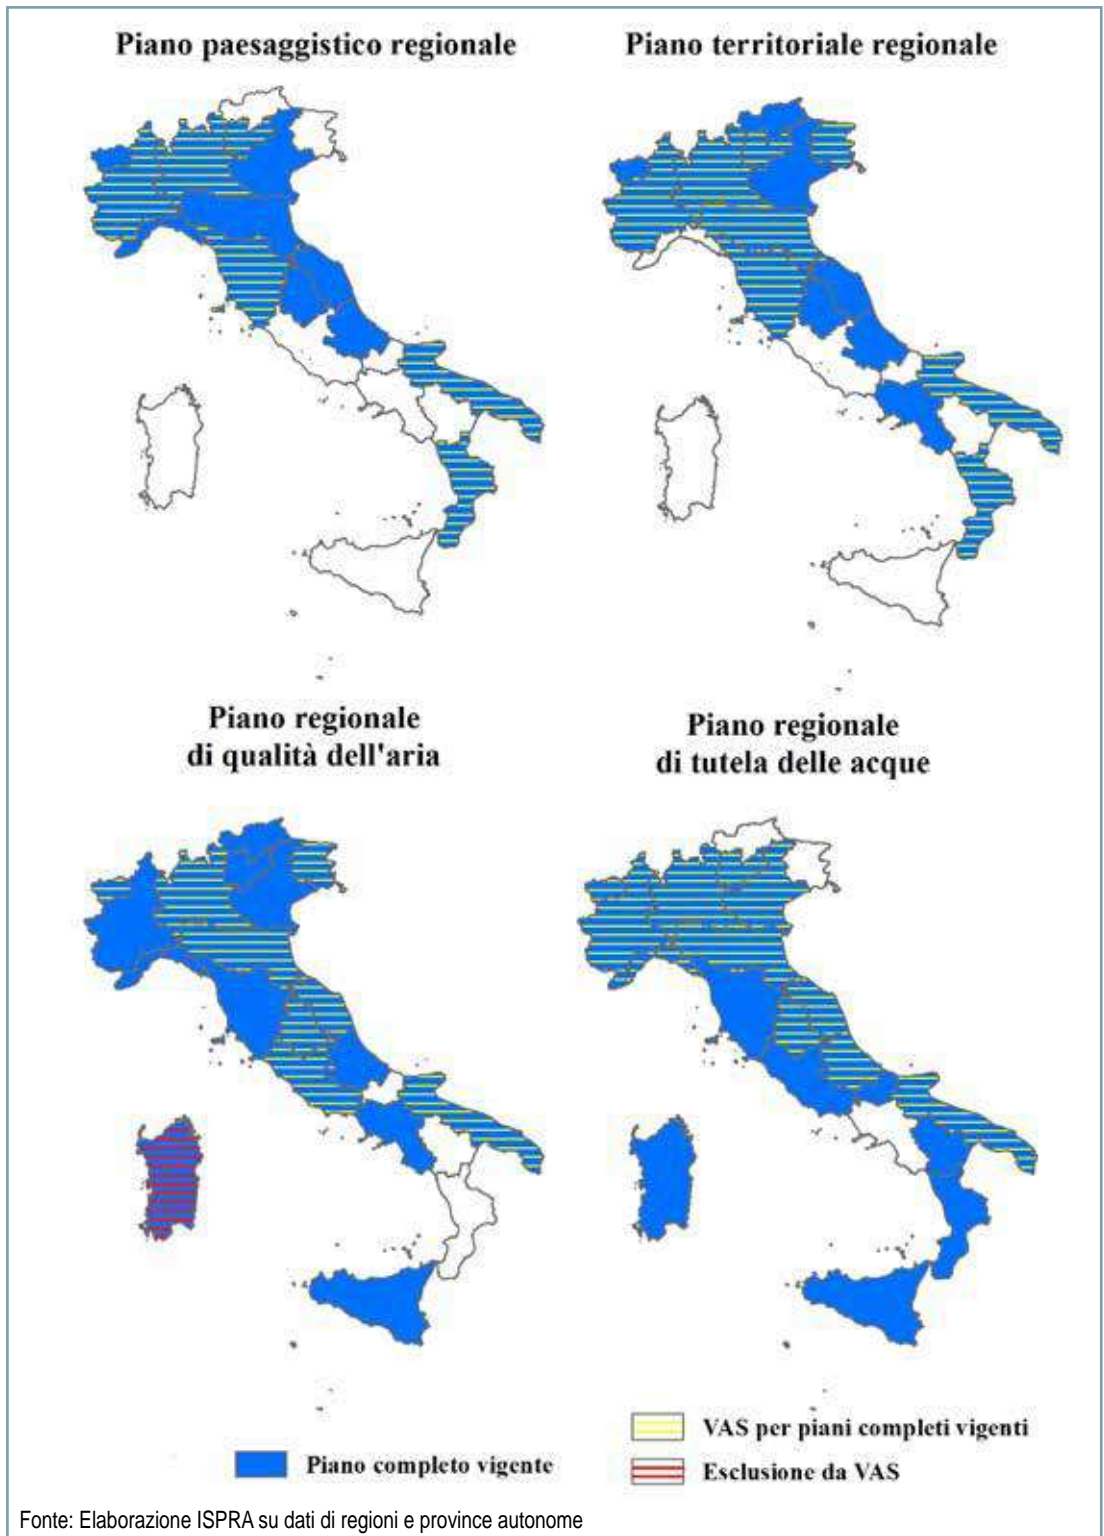 Piano paesaggistico regionale
Piano territoriale regionale
Piano regionale
di qualità dell'aria
Piano regionale
di tutela delle acque
Piano completo vigente
VAS per piani completi vigenti
Esclusione da VAS
Fonte: Elaborazione ISPRA su dati di regioni e province autonome